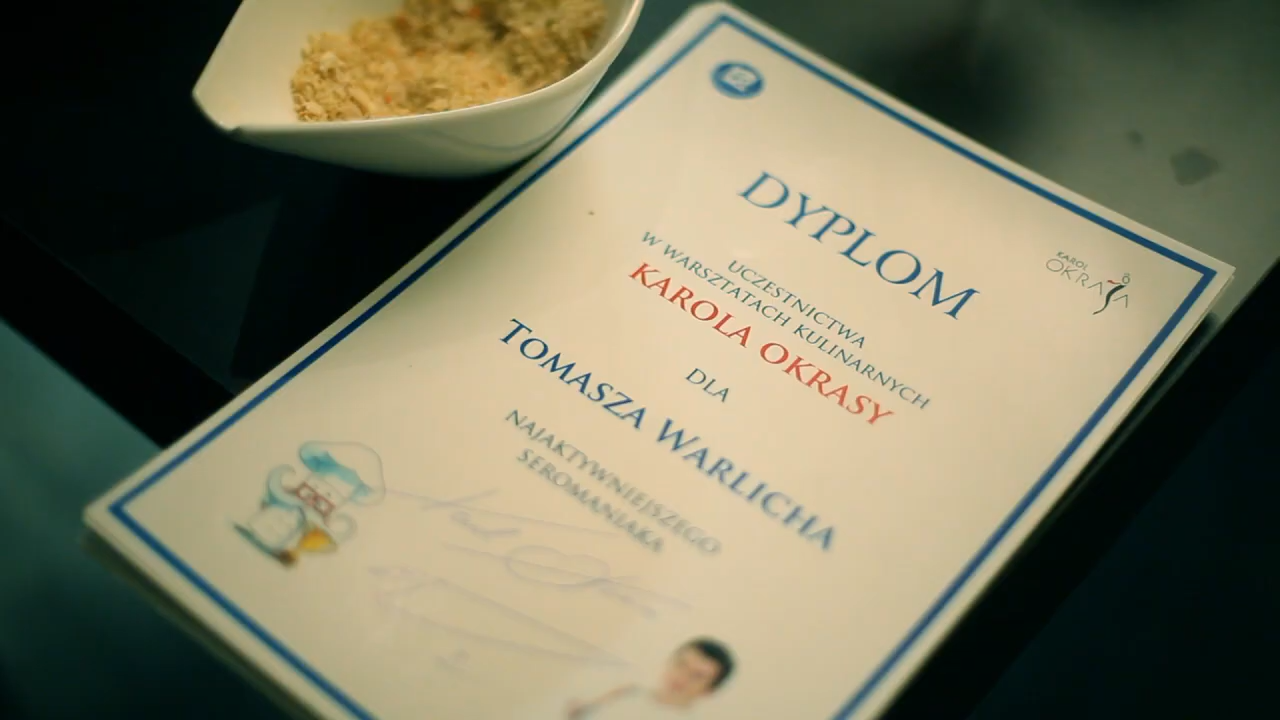 DYPLOM
KAROL
OKRASA
UCZESTNICTWA
W WARSZTATACH KULINARNYCH
KAROLA OKRASY
DLA
TOMASZA WARLICHA
NAJAKTYWNIEJSZEGO
SEROMANIAKA